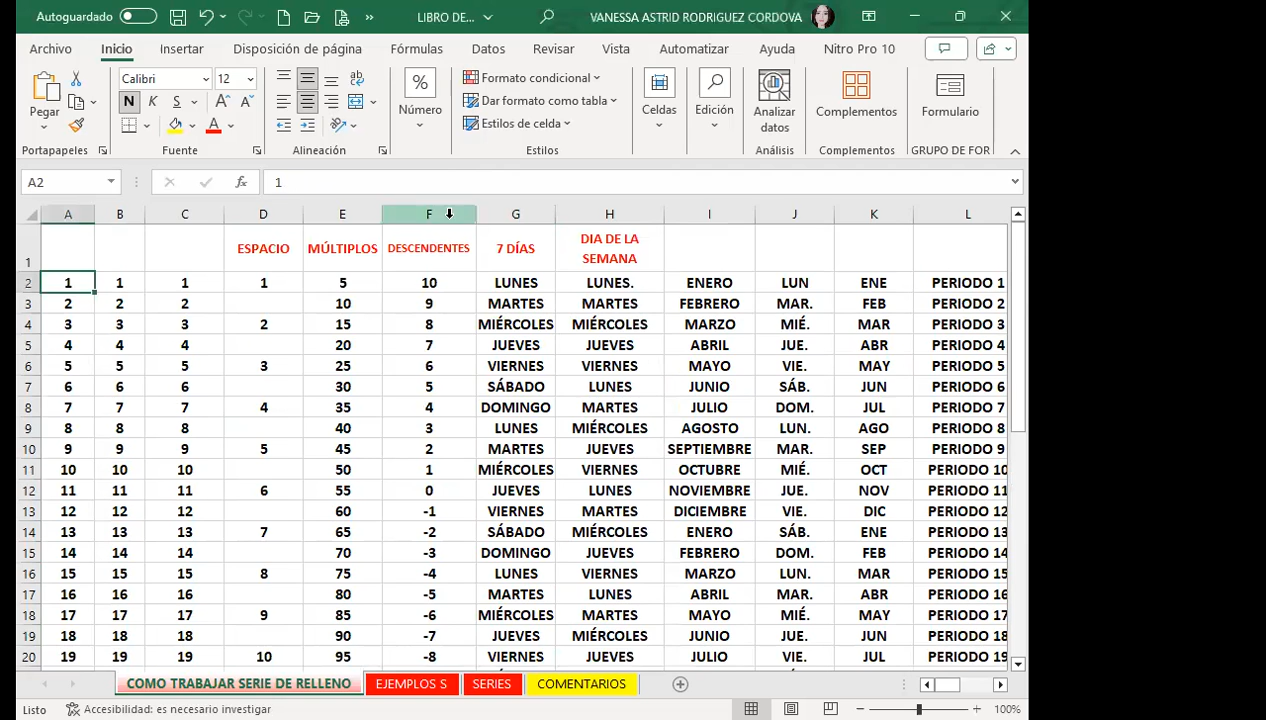 Autoguardado LIBRO DE... VANESSA ASTRID RODRIGUEZ CORDOVA
Archivo Inicio Insertar Disposición de página Fórmulas Datos Revisar Vista Automatizar Ayuda Nitro Pro 10
Pegar Calibri 12 N K S Número Formato condicional Dar formato como tabla Estilos de celda Celdas Edición Analizar datos Complementos Formulario
Portapapeles Fuente Alineación Estilos Análisis Complementos GRUPO DE FOR
A2 fx 1
A B C D E F G H I J K L
1 ESPACIO MÚLTIPLOS DESCENDENTES 7 DÍAS DIA DE LA SEMANA
2 1 1 1 1 5 10 LUNES LUNES. ENERO LUN ENE PERIODO 1
3 2 2 2 10 9 MARTES MARTES FEBRERO MAR. FEB PERIODO 2
4 3 3 3 2 15 8 MIÉRCOLES MIÉRCOLES MARZO MIÉ. MAR PERIODO 3
5 4 4 4 20 7 JUEVES JUEVES ABRIL JUE. ABR PERIODO 4
6 5 5 5 3 25 6 VIERNES VIERNES MAYO VIE. MAY PERIODO 5
7 6 6 6 30 5 SÁBADO LUNES JUNIO SÁB. JUN PERIODO 6
8 7 7 7 4 35 4 DOMINGO MARTES JULIO DOM. JUL PERIODO 7
9 8 8 8 40 3 LUNES MIÉRCOLES AGOSTO LUN. AGO PERIODO 8
10 9 9 9 5 45 2 MARTES JUEVES SEPTIEMBRE MAR. SEP PERIODO 9
11 10 10 10 50 1 MIÉRCOLES VIERNES OCTUBRE MIÉ. OCT PERIODO 10
12 11 11 11 6 55 0 JUEVES LUNES NOVIEMBRE JUE. NOV PERIODO 11
13 12 12 12 60 -1 VIERNES MARTES DICIEMBRE VIE. DIC PERIODO 12
14 13 13 13 7 65 -2 SÁBADO MIÉRCOLES ENERO SÁB. ENE PERIODO 13
15 14 14 14 70 -3 DOMINGO JUEVES FEBRERO DOM. FEB PERIODO 14
16 15 15 15 8 75 -4 LUNES VIERNES MARZO LUN. MAR PERIODO 15
17 16 16 16 80 -5 MARTES LUNES ABRIL MAR. ABR PERIODO 16
18 17 17 17 9 85 -6 MIÉRCOLES MARTES MAYO MIÉ. MAY PERIODO 17
19 18 18 18 90 -7 JUEVES MIÉRCOLES JUNIO JUE. JUN PERIODO 18
20 19 19 19 10 95 -8 VIERNES JUEVES JULIO VIE. JUL PERIODO 19
COMO TRABAJAR SERIE DE RELLENO EJEMPLOS S SERIES COMENTARIOS
Listo Accesibilidad: es necesario investigar 100%